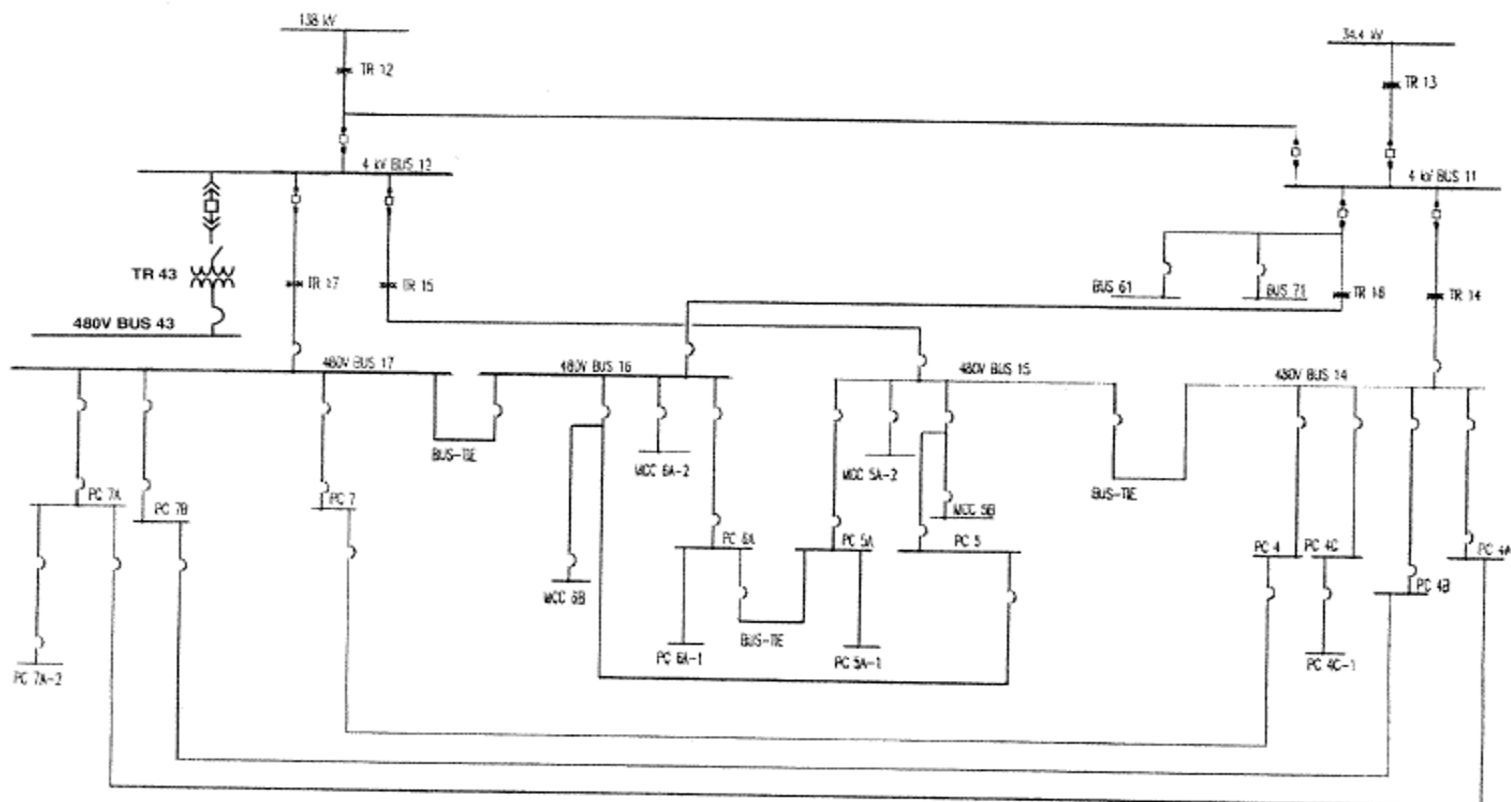 138 kV
34.4 kV
TR 12
TR 13
4 kV BUS 12
4 kV BUS 11
TR 43
TR 17
TR 15
BUS 61
BUS 71
TR 16
TR 14
480V BUS 43
480V BUS 17
480V BUS 16
480V BUS 15
480V BUS 14
BUS-TIE
MCC 6A-2
MCC 5A-2
BUS-TIE
PC 7A
PC 7B
PC 7
MCC 5B
PC 6A
PC 5A
PC 5
PC 4
PC 4C
PC 4A
MCC 6B
PC 4B
BUS-TIE
PC 6A-1
PC 5A-1
PC 4C-1
PC 7A-2